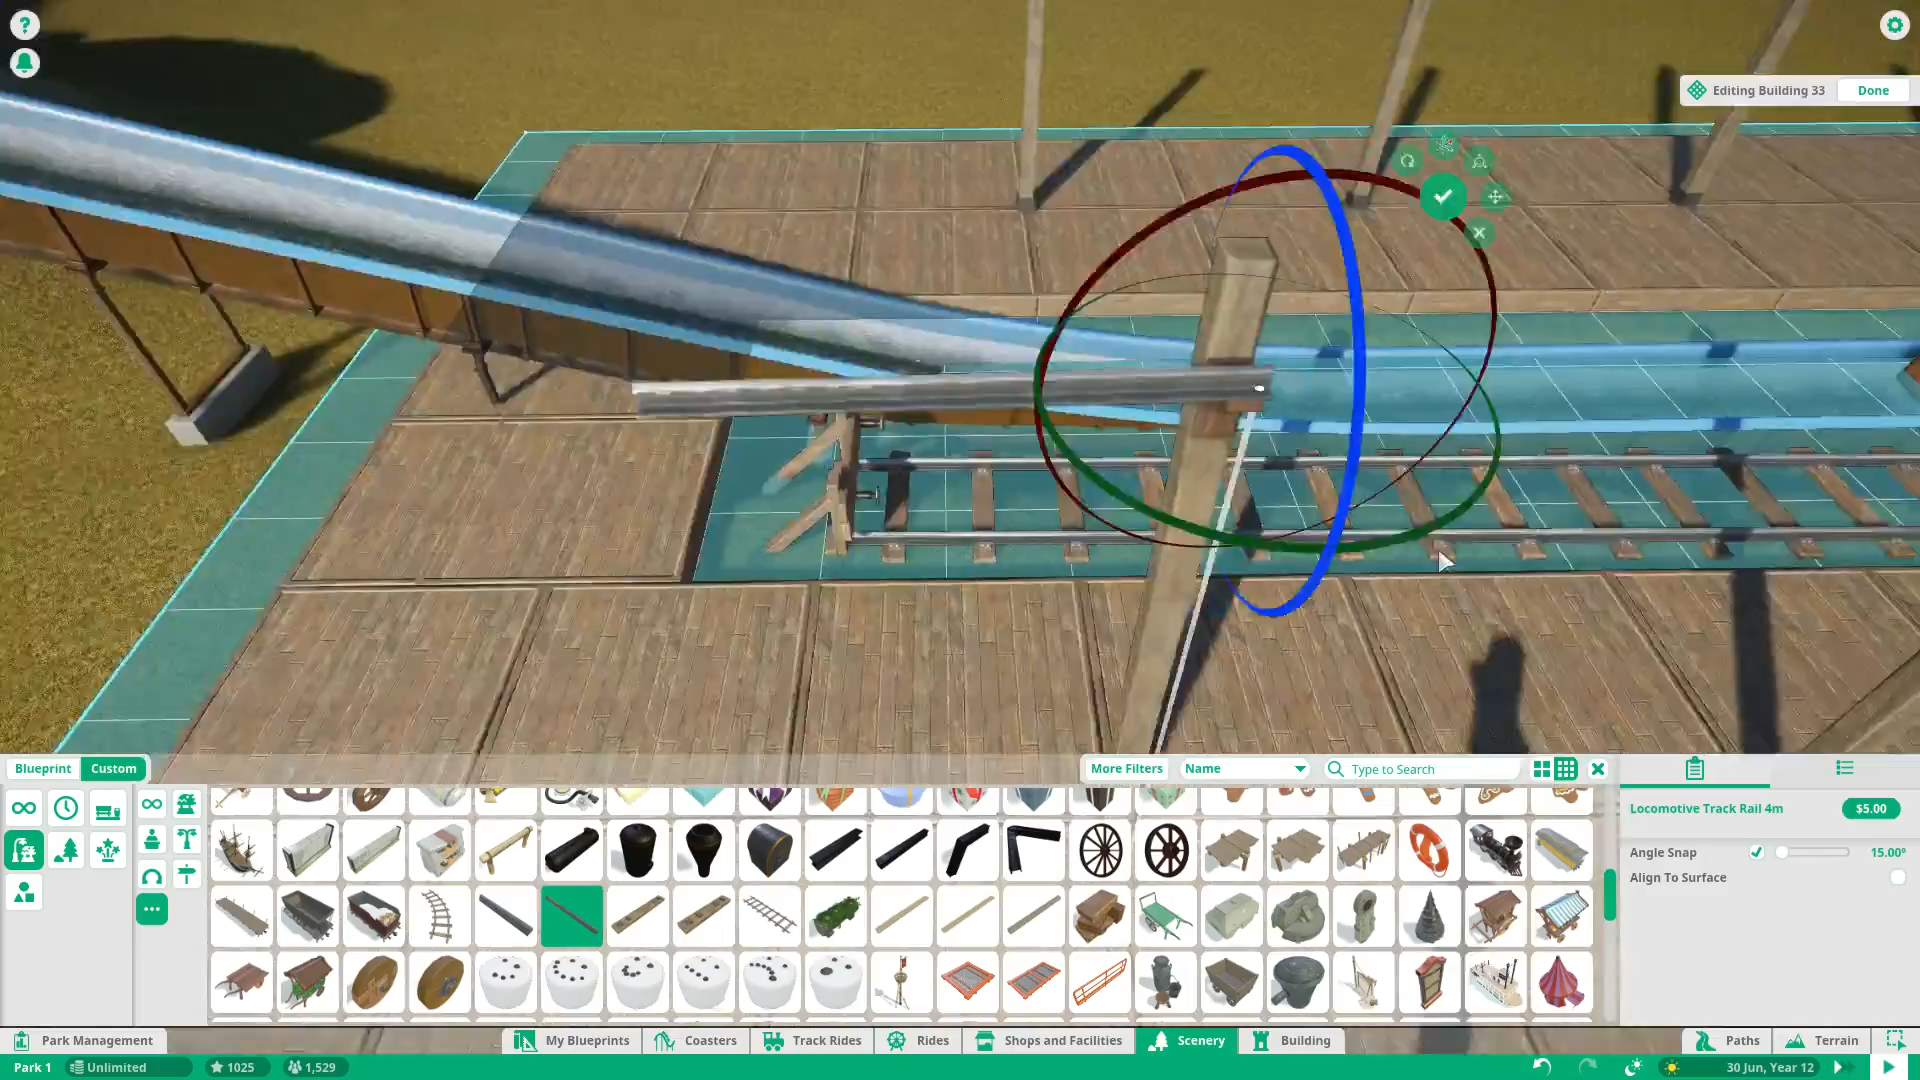 ?
Editing Building 33
Done
Blueprint
Custom
More Filters
Name
Type to Search
Locomotive Track Rail 4m
$5.00
Angle Snap
15.00°
Align To Surface
Park Management
My Blueprints
Coasters
Track Rides
Rides
Shops and Facilities
Scenery
Building
Paths
Terrain
Park 1
Unlimited
1025
1,529
30 Jun, Year 12